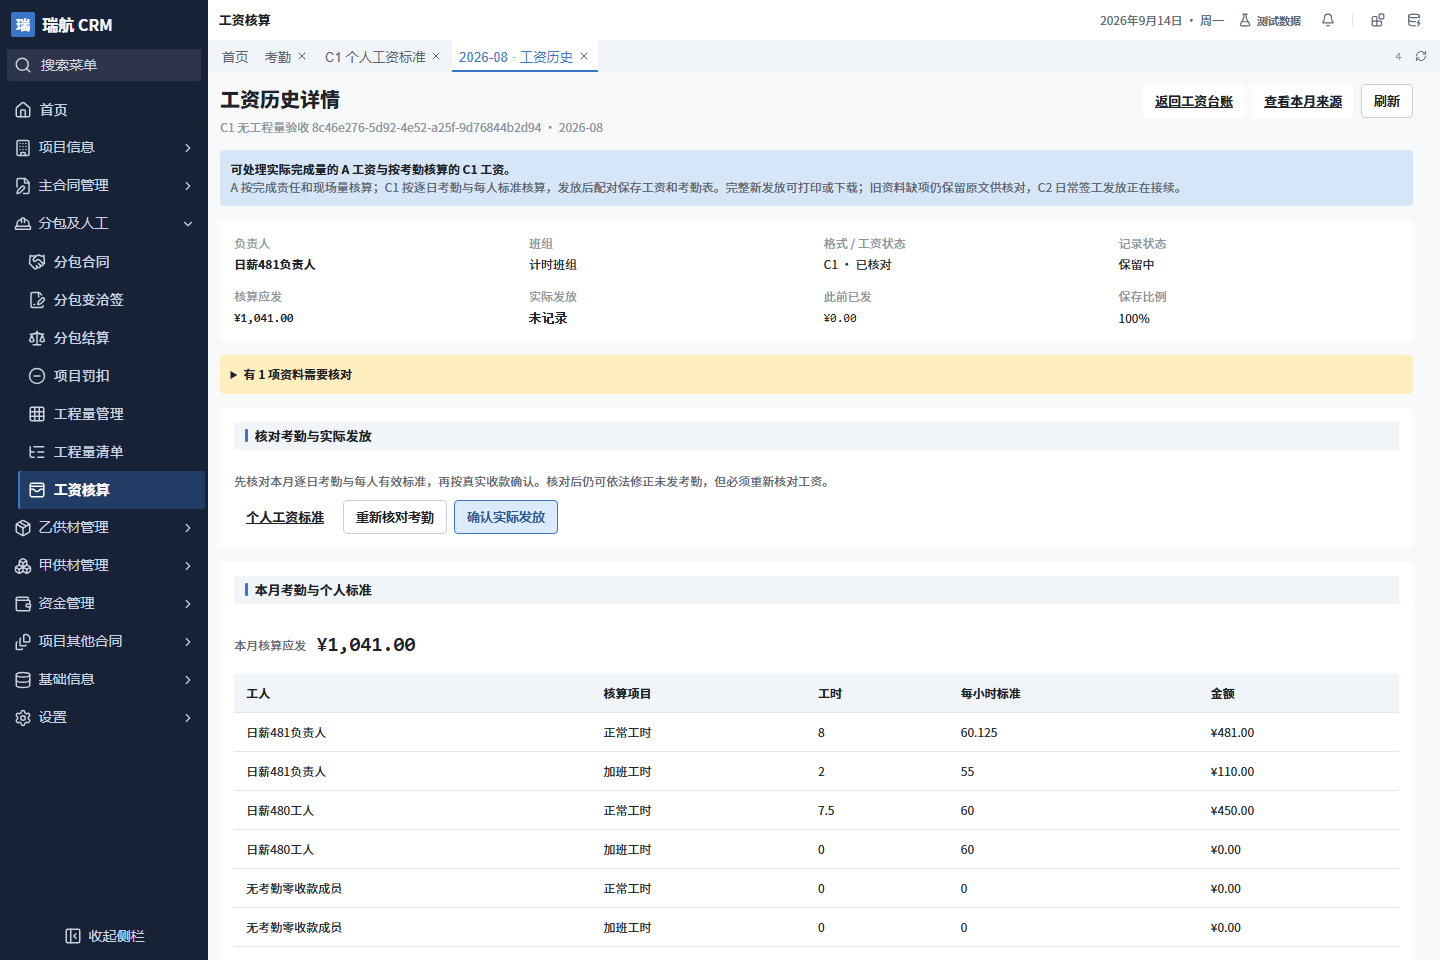 瑞 瑞航 CRM
搜索菜单
首页
项目信息
主合同管理
分包及人工
分包合同
分包变洽签
分包结算
项目罚扣
工程量管理
工程量清单
工资核算
乙供材管理
甲供材管理
资金管理
项目其他合同
基础信息
设置
收起侧栏
工资核算
2026年9月14日 • 周一 测试数据
首页 考勤 × C1 个人工资标准 × 2026-08 · 工资历史 × 4
工资历史详情
返回工资台账 查看本月来源 刷新
C1 无工程量验收 8c46e276-5d92-4e52-a25f-9d76844b2d94 • 2026-08
可处理实际完成量的 A 工资与按考勤核算的 C1 工资。
A 按完成责任和现场量核算；C1 按逐日考勤与每人标准核算，发放后配对保存工资和考勤表。完整新发放可打印或下载；旧资料缺项仍保留原文供核对，C2 日常签工发放正在接续。
负责人 班组 格式 / 工资状态 记录状态
日薪481负责人 计时班组 C1 • 已核对 保留中
核算应发 实际发放 此前已发 保存比例
¥1,041.00 未记录 ¥0.00 100%
▶ 有 1 项资料需要核对
核对考勤与实际发放
先核对本月逐日考勤与每人有效标准，再按真实收款确认。核对后仍可依法修正未发考勤，但必须重新核对工资。
个人工资标准 重新核对考勤 确认实际发放
本月考勤与个人标准
本月核算应发 ¥1,041.00
工人 核算项目 工时 每小时标准 金额
日薪481负责人 正常工时 8 60.125 ¥481.00
日薪481负责人 加班工时 2 55 ¥110.00
日薪480工人 正常工时 7.5 60 ¥450.00
日薪480工人 加班工时 0 60 ¥0.00
无考勤零收款成员 正常工时 0 0 ¥0.00
无考勤零收款成员 加班工时 0 0 ¥0.00